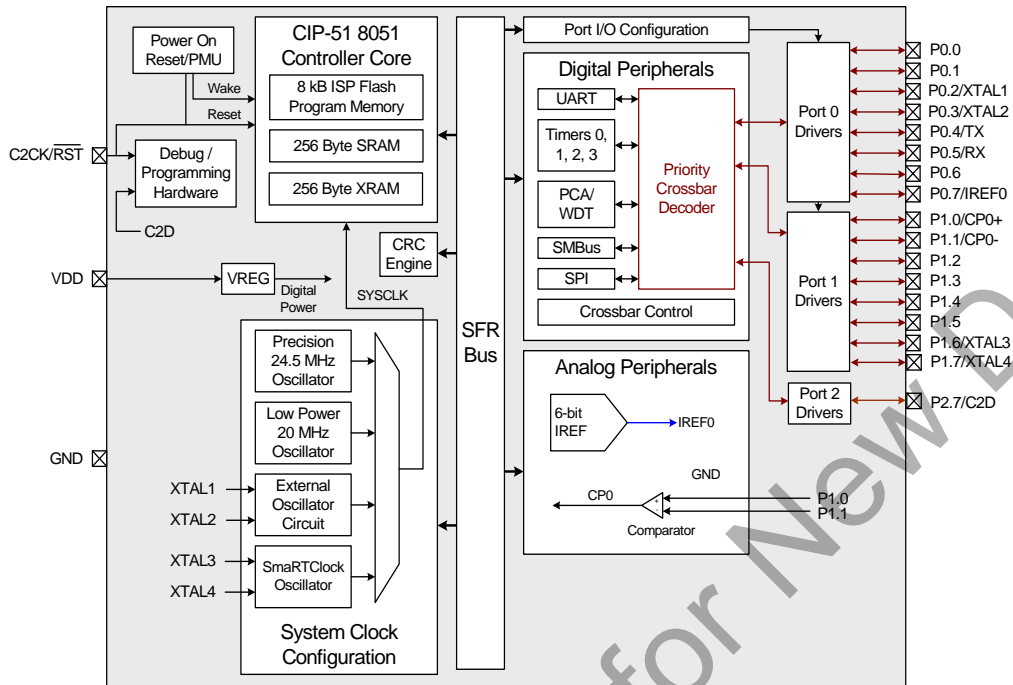 Power On
Reset/PMU
Wake
Reset
C2CK/RST
Debug /
Programming
Hardware
C2D
VDD
VREG
Digital
Power
GND
CIP-51 8051
Controller Core
8 kB ISP Flash
Program Memory
256 Byte SRAM
256 Byte XRAM
CRC
Engine
SYSCLK
Precision
24.5 MHz
Oscillator
Low Power
20 MHz
Oscillator
XTAL1
XTAL2
External
Oscillator
Circuit
XTAL3
XTAL4
SmaRTClock
Oscillator
System Clock
Configuration
SFR
Bus
Port I/O Configuration
Digital Peripherals
UART
Timers 0,
1, 2, 3
PCA/
WDT
SMBus
SPI
Priority
Crossbar
Decoder
Crossbar Control
Analog Peripherals
6-bit
IREF
IREF0
GND
CP0
+
-
Comparator
P1.0
P1.1
Port 0
Drivers
Port 1
Drivers
Port 2
Drivers
P0.0
P0.1
P0.2/XTAL1
P0.3/XTAL2
P0.4/TX
P0.5/RX
P0.6
P0.7/IREF0
P1.0/CP0+
P1.1/CP0-
P1.2
P1.3
P1.4
P1.5
P1.6/XTAL3
P1.7/XTAL4
P2.7/C2D
for New D